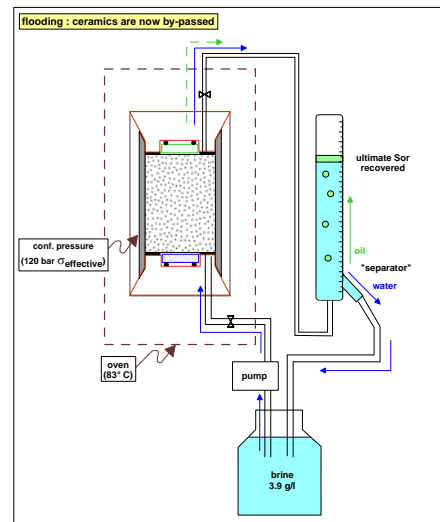 flooding : ceramics are now by-passed
ultimate Sor
recovered
conf. pressure
(120 bar σeffective)
oil
"separator"
water
oven
(83° C)
pump
brine
3.9 g/l